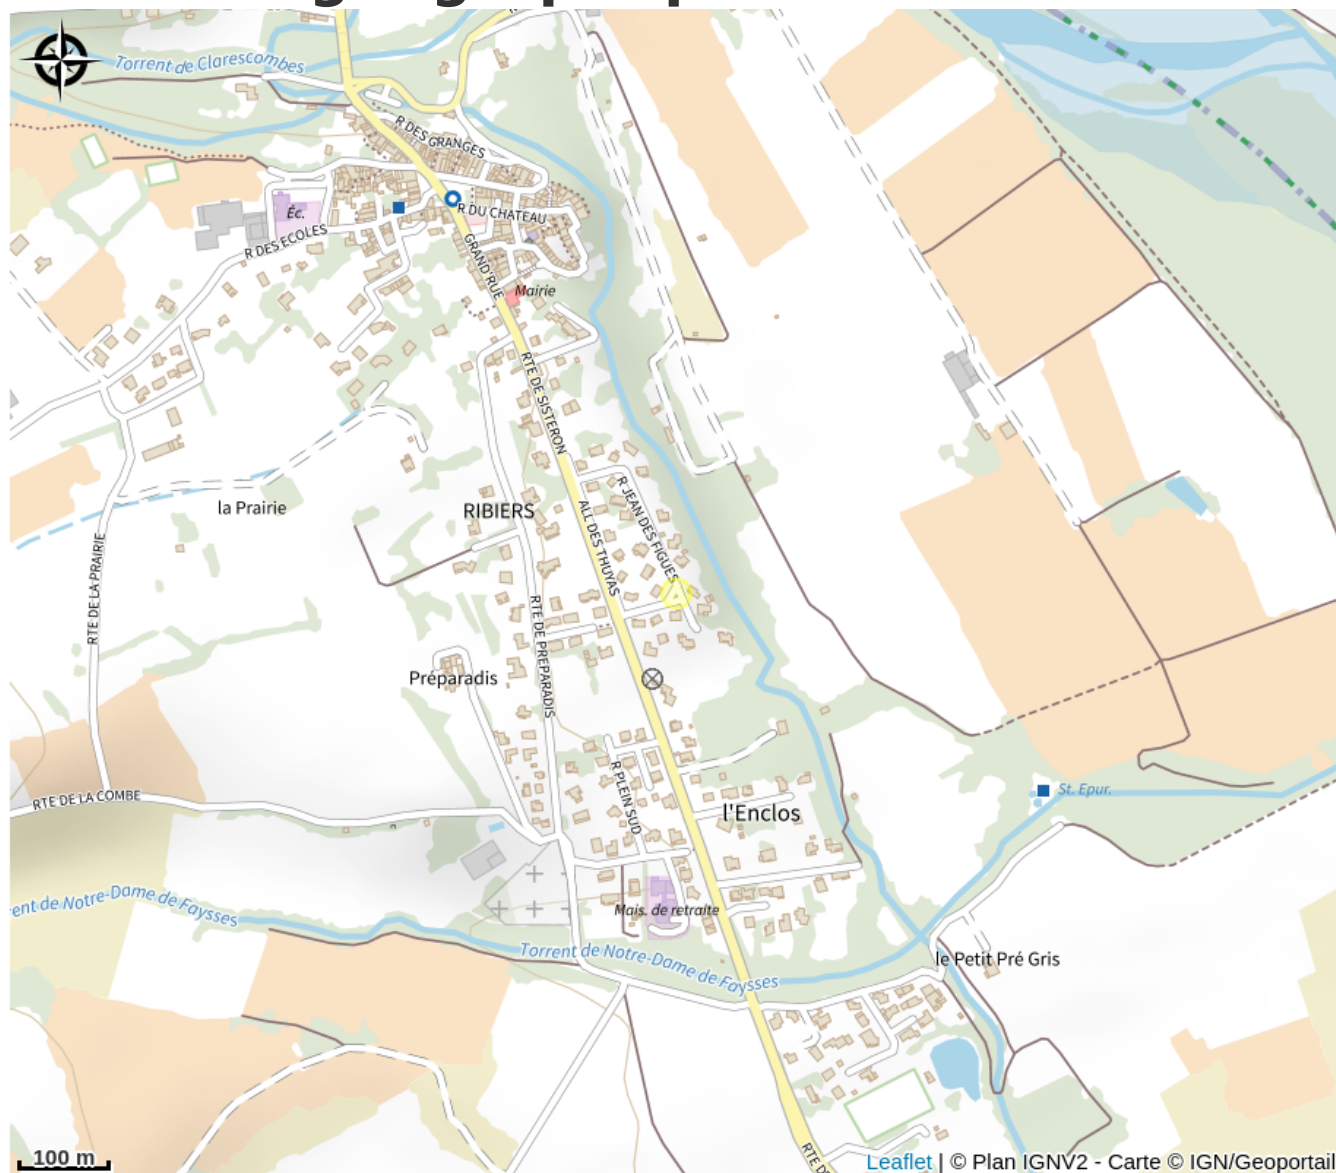 Torrent de Clarescombes
R DES GRANGES
Éc.
R DU CHATEAU
R DES ECOLES
GRAND'RUE
Mairie
RTE DE SISTERON
la Prairie
RIBIERS
R JEAN DES FIGUES
ALL DES THUYAS
RTE DE LA PRAIRIE
RTE DE PREPARADIS
Préparadis
R PLEIN SUD
RTE DE LA COMBE
l'Enclos
St. Epur.
ent de Notre-Dame de Faysses
Mais. de retraite
Torrent de Notre-Dame de Faysses
le Petit Pré Gris
RTE D
100 m
Leaflet | © Plan IGNV2 - Carte © IGN/Geoportail